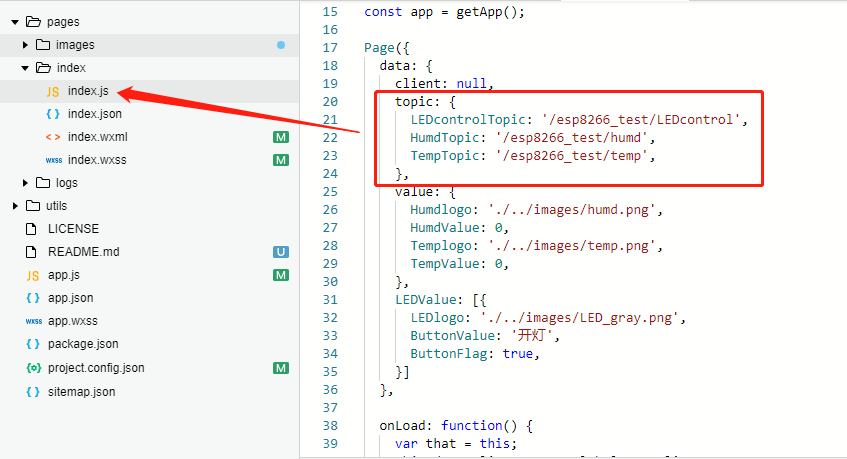 pages
images
index
JS index.js
{ } index.json
< > index.wxml M
wxss index.wxss M
logs
utils
LICENSE
README.md U
JS app.js M
{ } app.json
wxss app.wxss
{ } package.json
{o} project.config.json M
{ } sitemap.json
15 const app = getApp();
16
17 Page({
18 data: {
19 client: null,
20 topic: {
21 LEDcontrolTopic: '/esp8266_test/LEDcontrol',
22 HumdTopic: '/esp8266_test/humd',
23 TempTopic: '/esp8266_test/temp',
24 },
25 value: {
26 Humdlogo: './../images/humd.png',
27 HumdValue: 0,
28 Templogo: './../images/temp.png',
29 TempValue: 0,
30 },
31 LEDValue: [{
32 LEDlogo: './../images/LED_gray.png',
33 ButtonValue: '开灯',
34 ButtonFlag: true,
35 }]
36 },
37
38 onLoad: function() {
39 var that = this;